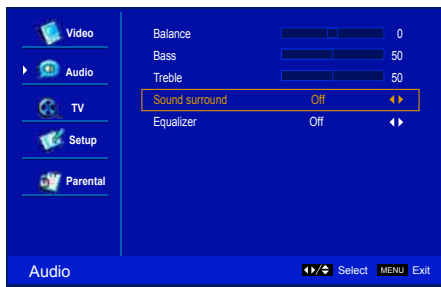 Video
Audio
TV
Setup
Parental
Balance 0
Bass 50
Treble 50
Sound surround Off
Equalizer Off
Audio
Select MENU Exit